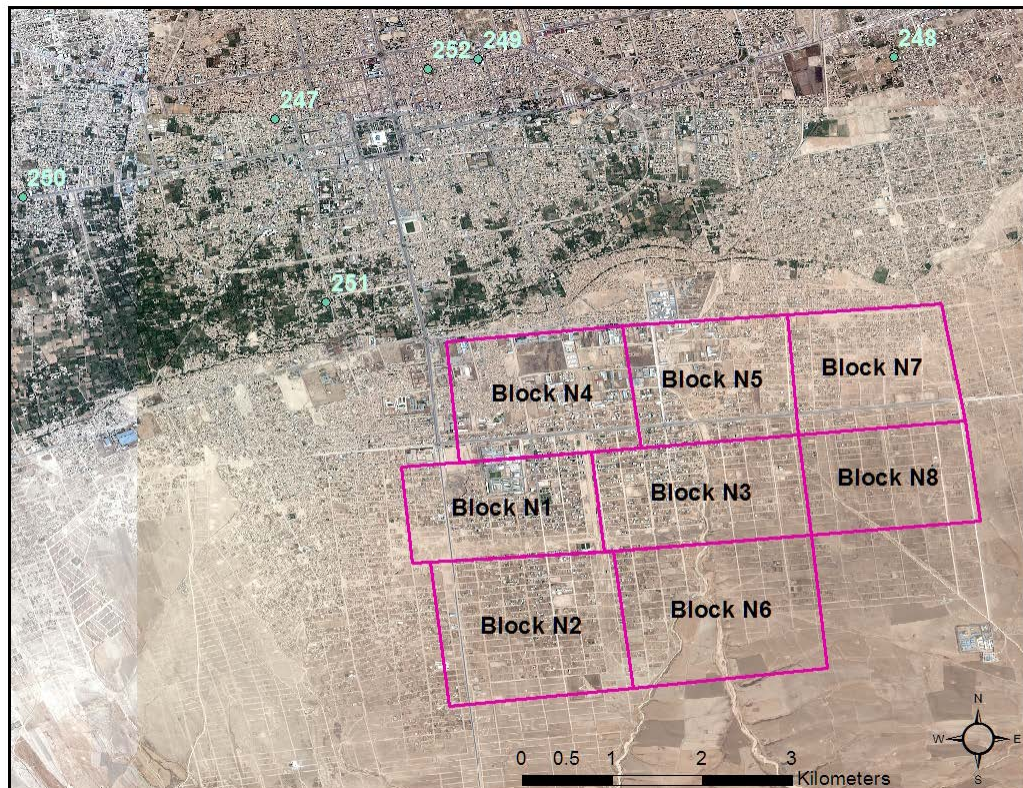 248
249
252
247
250
251
Block N7
Block N5
Block N4
Block N8
Block N3
Block N1
Block N6
Block N2
N
W E
S
0 0.5 1 2 3
Kilometers